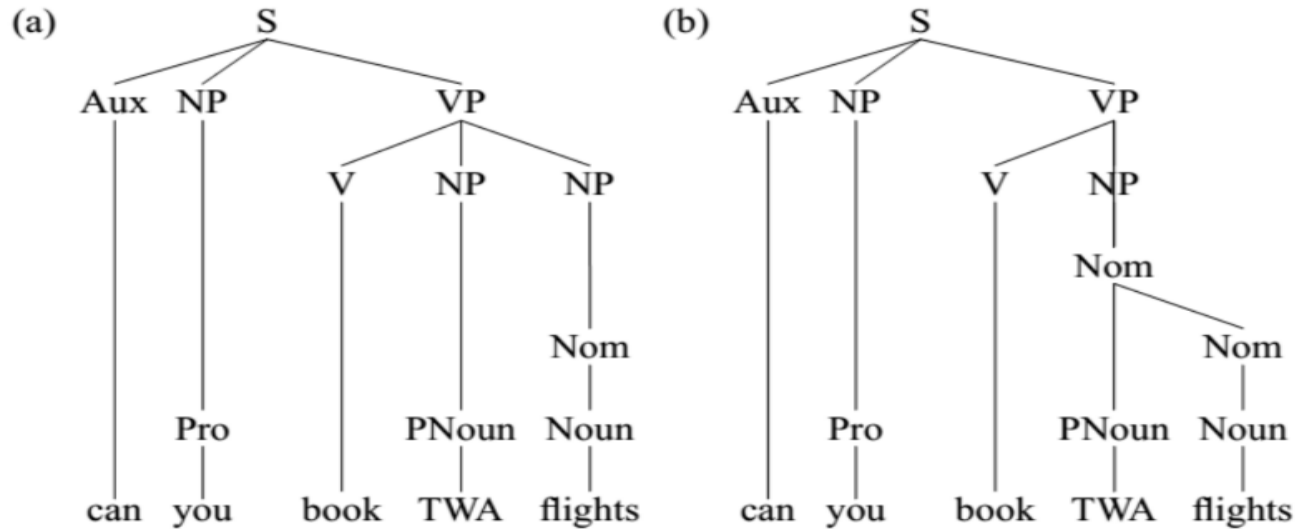 (a) S (b) S
Aux NP VP Aux NP VP
V NP NP V NP
Nom
Nom Nom
Pro PNoun Noun Pro PNoun Noun
can you book TWA flights can you book TWA flights